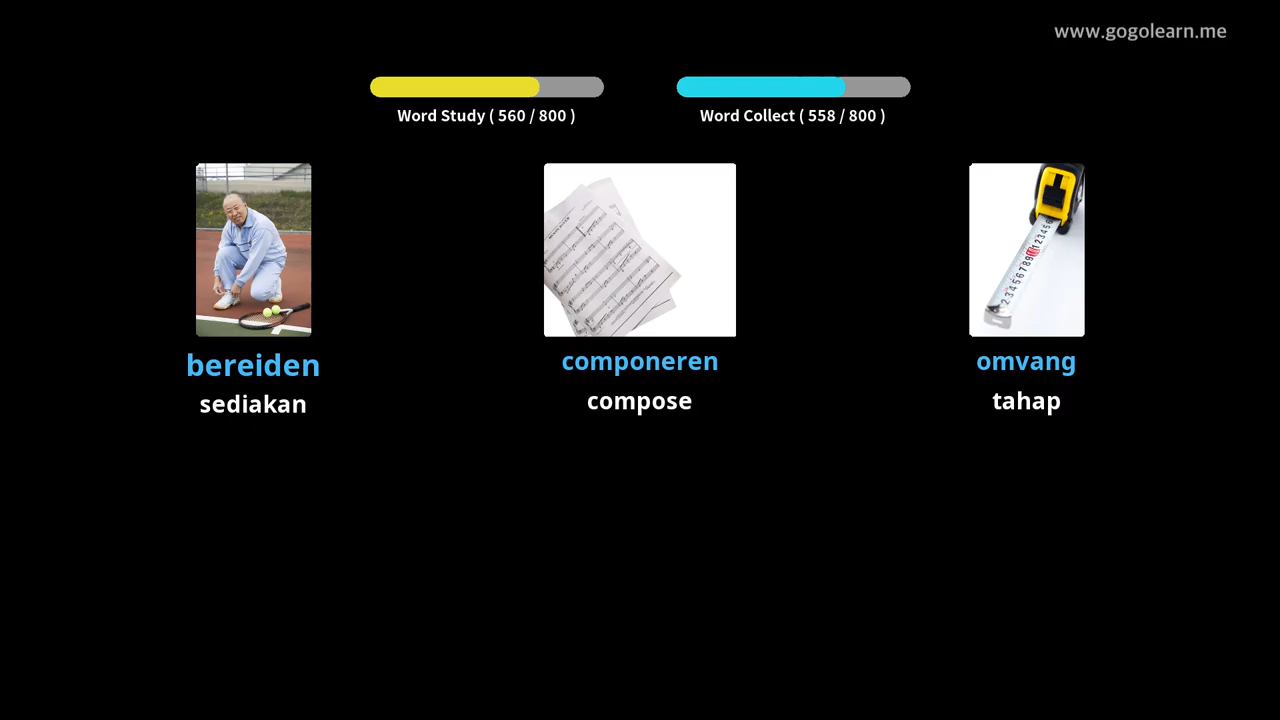 www.gogolearn.me
Word Study ( 560 / 800 )
Word Collect ( 558 / 800 )
bereiden
sediakan
componeren
compose
omvang
tahap